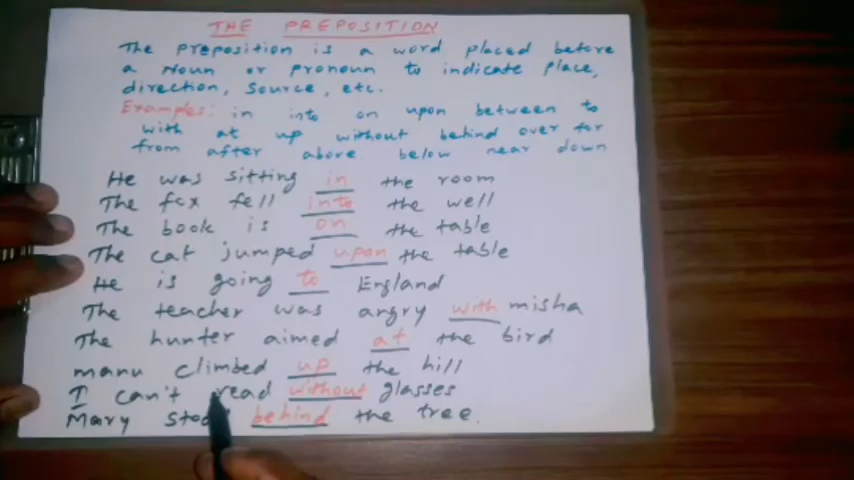 THE PREPOSITION
The preposition is a word placed before
a Noun or pronoun to indicate place,
direction, source, etc.
Examples: in into on upon between to
with at up without behind over for
from after above below near down
He was sitting in the room
The fox fell into the well
The book is on the table
The cat jumped upon the table
He is going to England
The teacher was angry with misha
The hunter aimed at the bird
manu climbed up the hill
I can't read without glasses
Mary stood behind the tree.